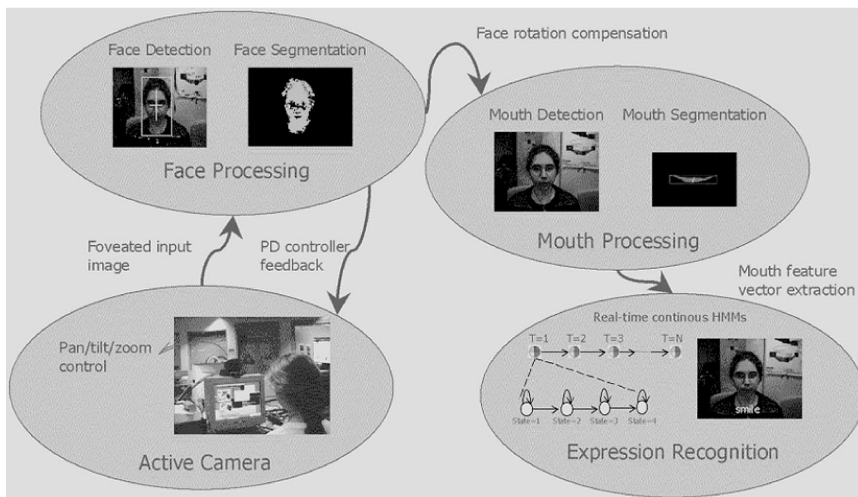 Face Detection
Face Segmentation
Face Processing
Face rotation compensation
Mouth Detection
Mouth Segmentation
Mouth Processing
Foveated input
image
PD controller
feedback
Mouth feature
vector extraction
Pan/tilt/zoom
control
Active Camera
Real-time continous HMMs
T=1 T=2 T=3 T=N
State=1 State=2 State=3 State=4
smile
Expression Recognition